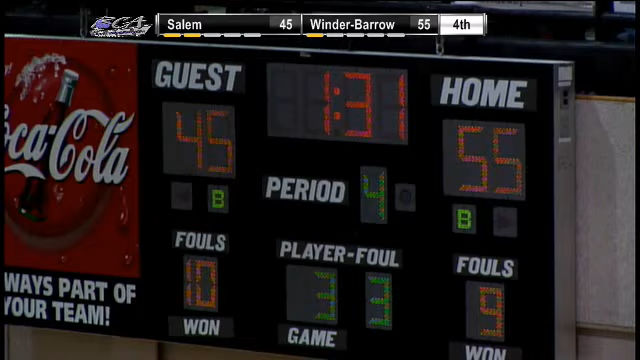 Salem 45 Winder-Barrow 55 4th
GUEST 1:31 HOME
45 55
Coca-Cola
B PERIOD 4 B
FOULS PLAYER-FOUL FOULS
10 3 3 9
WON GAME WON
WAYS PART OF
YOUR TEAM!